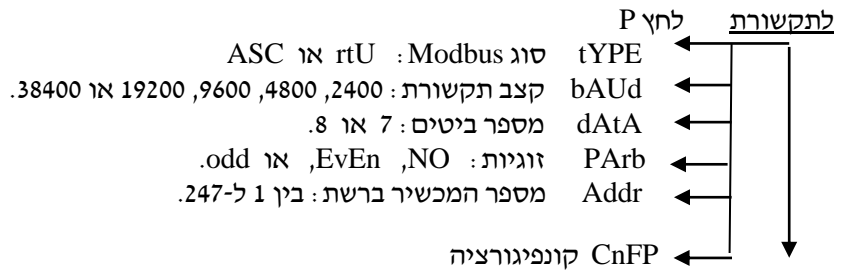 לתקשורת לחץ P
tYPE סוג Modbus: rtU או ASC
bAUd קצב תקשורת: 2400, 4800, 9600, 19200 או 38400.
dAtA מספר ביטים: 7 או 8.
PArb זוגיות: NO, EvEn, או odd.
Addr מספר המכשיר ברשת: בין 1 ל-247.
CnFP קונפיגורציה